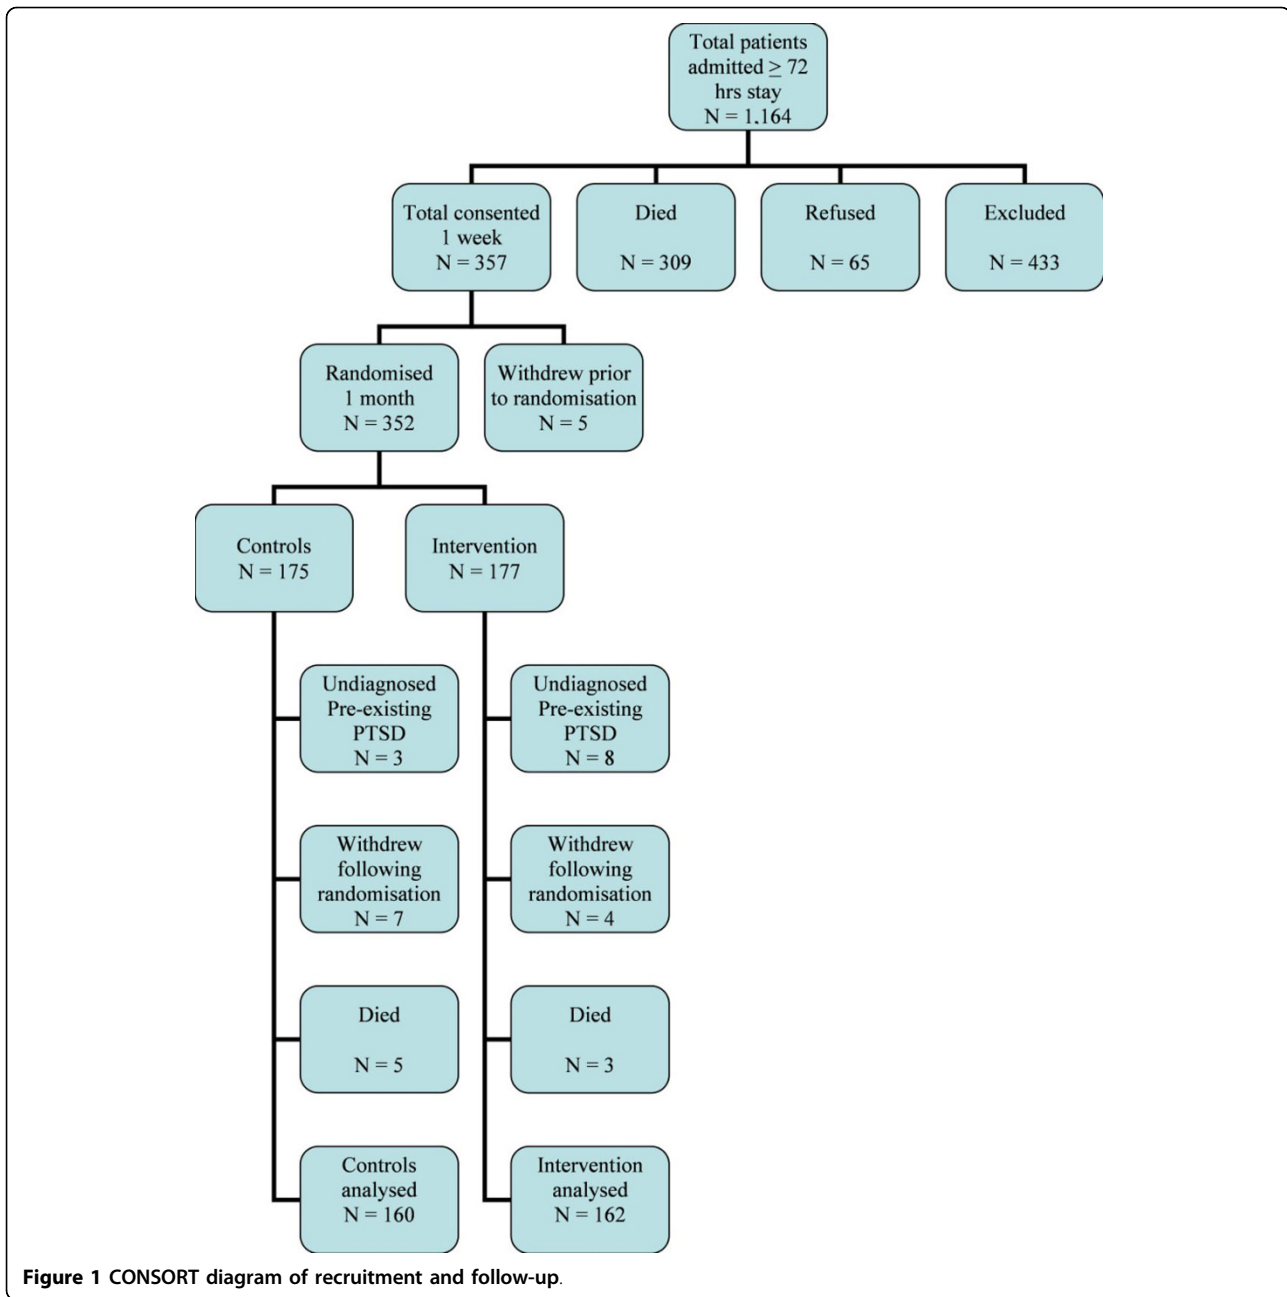 Total patients
admitted ≥ 72
hrs stay
N = 1,164
Total consented
1 week
N = 357
Died
N = 309
Refused
N = 65
Excluded
N = 433
Randomised
1 month
N = 352
Withdrew prior
to randomisation
N = 5
Controls
N = 175
Intervention
N = 177
Undiagnosed
Pre-existing
PTSD
N = 3
Undiagnosed
Pre-existing
PTSD
N = 8
Withdrew
following
randomisation
N = 7
Withdrew
following
randomisation
N = 4
Died
N = 5
Died
N = 3
Controls
analysed
N = 160
Intervention
analysed
N = 162
Figure 1 CONSORT diagram of recruitment and follow-up.